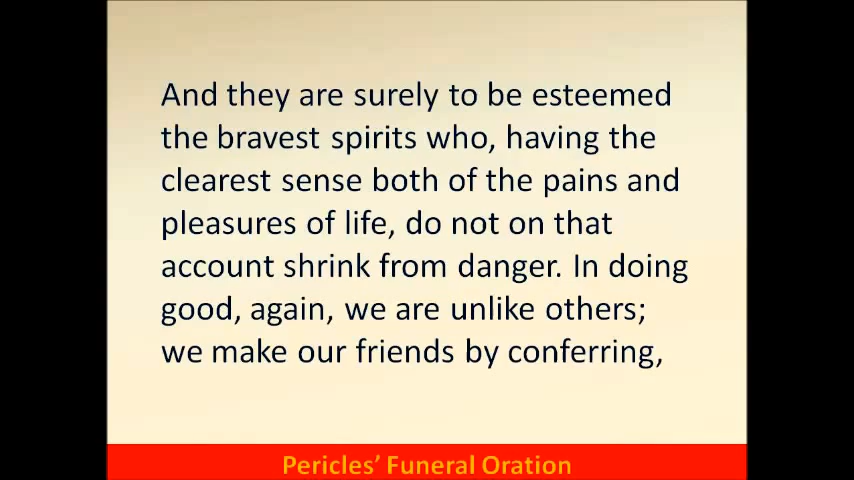 And they are surely to be esteemed
the bravest spirits who, having the
clearest sense both of the pains and
pleasures of life, do not on that
account shrink from danger. In doing
good, again, we are unlike others;
we make our friends by conferring,
Pericles’ Funeral Oration